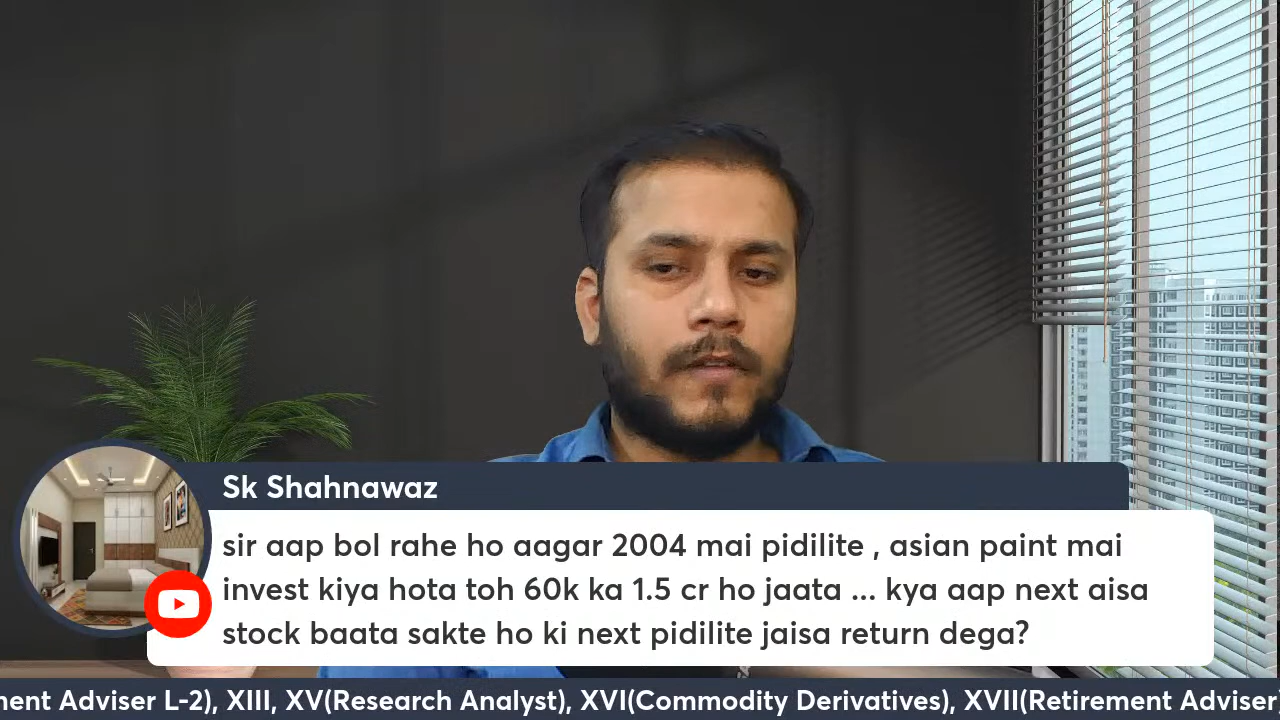 Sk Shahnawaz
sir aap bol rahe ho aagar 2004 mai pidilite , asian paint mai
invest kiya hota toh 60k ka 1.5 cr ho jaata ... kya aap next aisa
stock baata sakte ho ki next pidilite jaisa return dega?
ment Adviser L-2), XIII, XV(Research Analyst), XVI(Commodity Derivatives), XVII(Retirement Adviser)